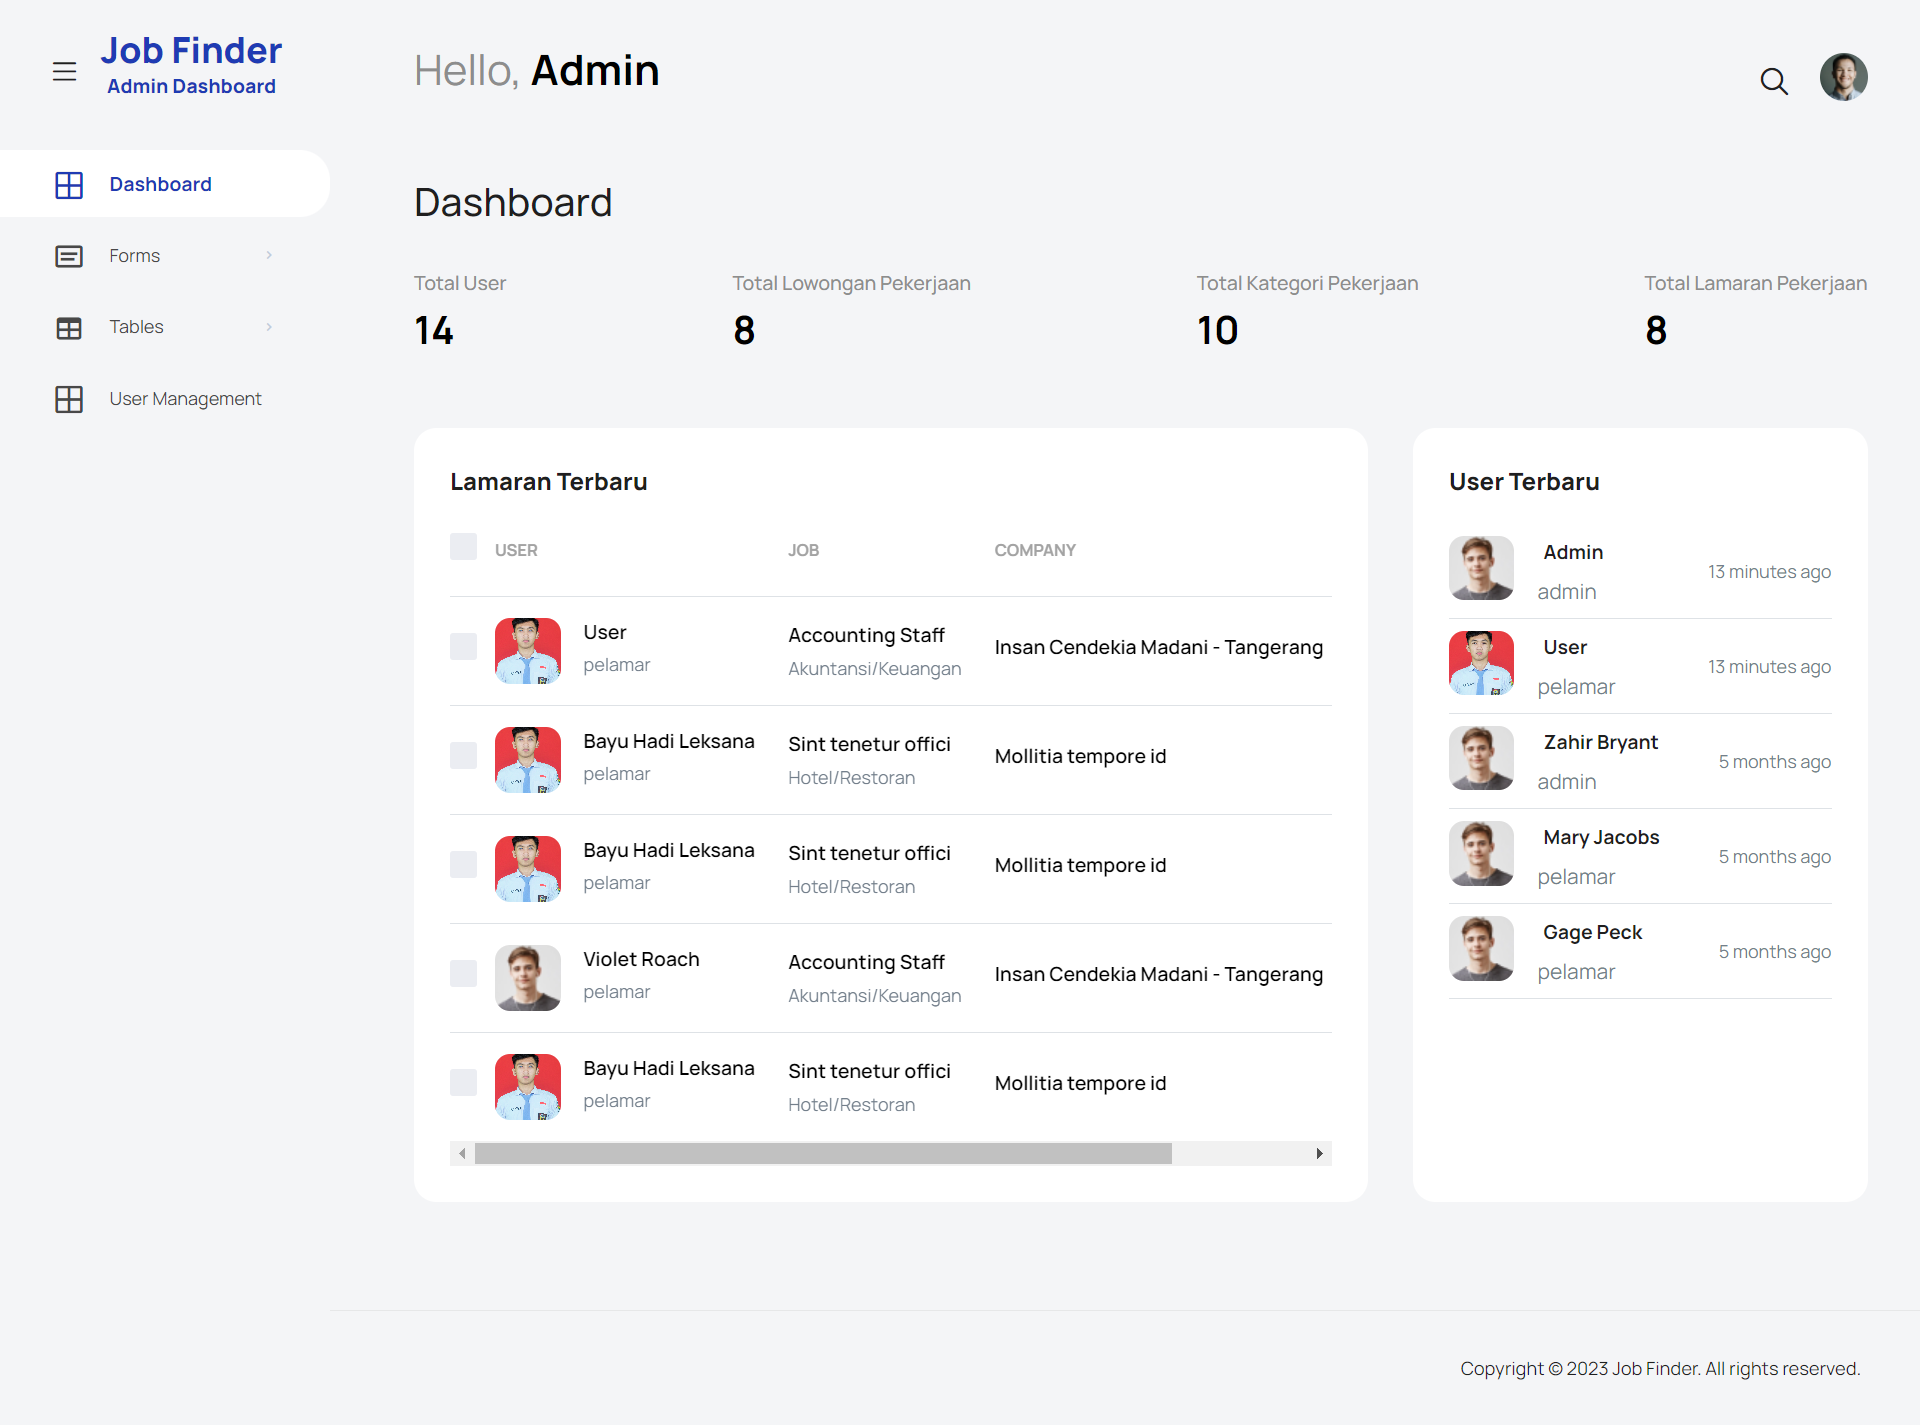 Job Finder
Admin Dashboard
Hello, Admin
Dashboard
Forms
Tables
User Management
Dashboard
Total User
14
Total Lowongan Pekerjaan
8
Total Kategori Pekerjaan
10
Total Lamaran Pekerjaan
8
Lamaran Terbaru
USER JOB COMPANY
User
pelamar
Accounting Staff
Akuntansi/Keuangan
Insan Cendekia Madani - Tangerang
Bayu Hadi Leksana
pelamar
Sint tenetur offici
Hotel/Restoran
Mollitia tempore id
Bayu Hadi Leksana
pelamar
Sint tenetur offici
Hotel/Restoran
Mollitia tempore id
Violet Roach
pelamar
Accounting Staff
Akuntansi/Keuangan
Insan Cendekia Madani - Tangerang
Bayu Hadi Leksana
pelamar
Sint tenetur offici
Hotel/Restoran
Mollitia tempore id
User Terbaru
Admin
admin
13 minutes ago
User
pelamar
13 minutes ago
Zahir Bryant
admin
5 months ago
Mary Jacobs
pelamar
5 months ago
Gage Peck
pelamar
5 months ago
Copyright © 2023 Job Finder. All rights reserved.